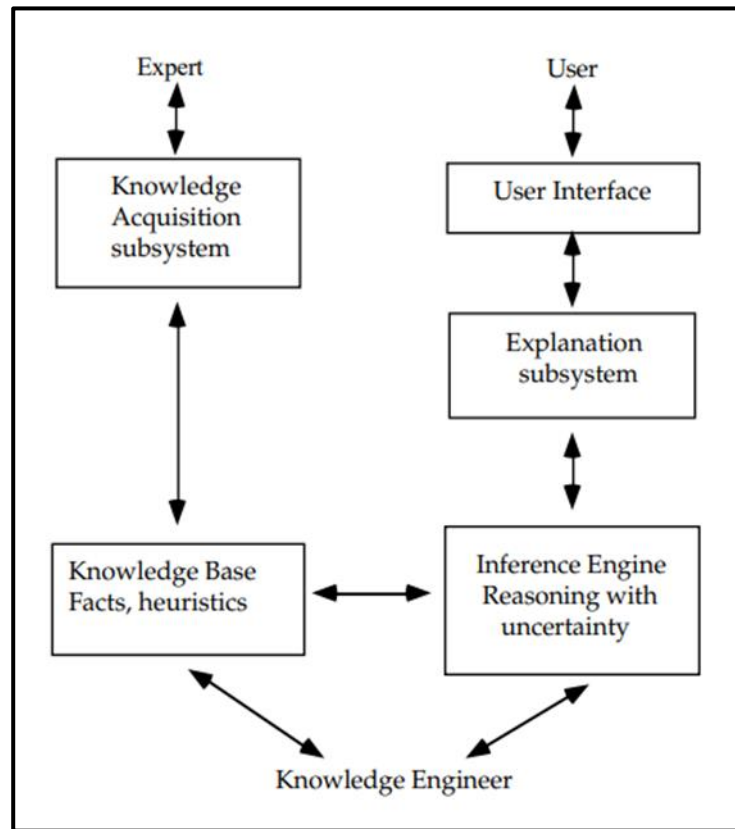 Expert
User
Knowledge
Acquisition
subsystem
User Interface
Explanation
subsystem
Knowledge Base
Facts, heuristics
Inference Engine
Reasoning with
uncertainty
Knowledge Engineer